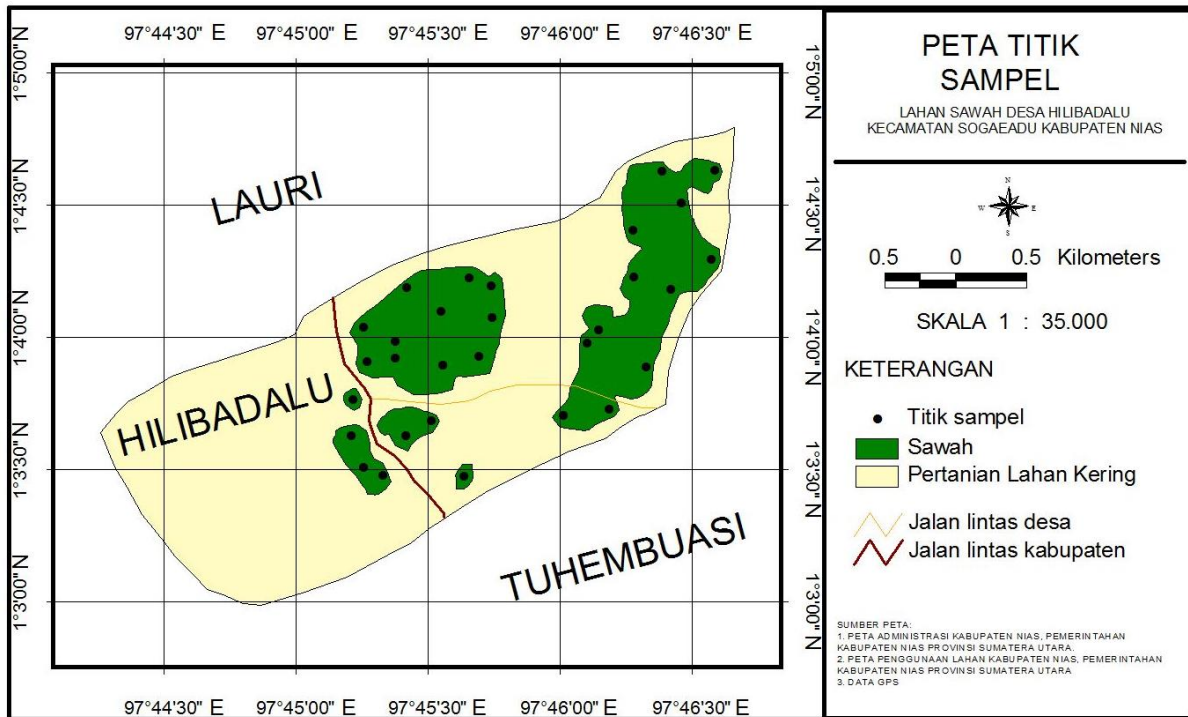 97°44'30" E 97°45'00" E 97°45'30" E 97°46'00" E 97°46'30" E
1°5'00" N
1°4'30" N
1°4'00" N
1°3'30" N
1°3'00" N
LAURI
HILIBADALU
TUHEMBUASI
1°5'00" N
1°4'30" N
1°4'00" N
1°3'30" N
1°3'00" N
97°44'30" E 97°45'00" E 97°45'30" E 97°46'00" E 97°46'30" E
PETA TITIK
SAMPEL
LAHAN SAWAH DESA HILIBADALU
KECAMATAN SOGAEADU KABUPATEN NIAS
N
W E
S
0.5 0 0.5 Kilometers
SKALA 1 : 35.000
KETERANGAN
Titik sampel
Sawah
Pertanian Lahan Kering
Jalan lintas desa
Jalan lintas kabupaten
SUMBER PETA:
1. PETA ADMINISTRASI KABUPATEN NIAS, PEMERINTAHAN
KABUPATEN NIAS PROVINSI SUMATERA UTARA.
2. PETA PENGGUNAAN LAHAN KABUPATEN NIAS, PEMERINTAHAN
KABUPATEN NIAS PROVINSI SUMATERA UTARA
3. DATA GPS